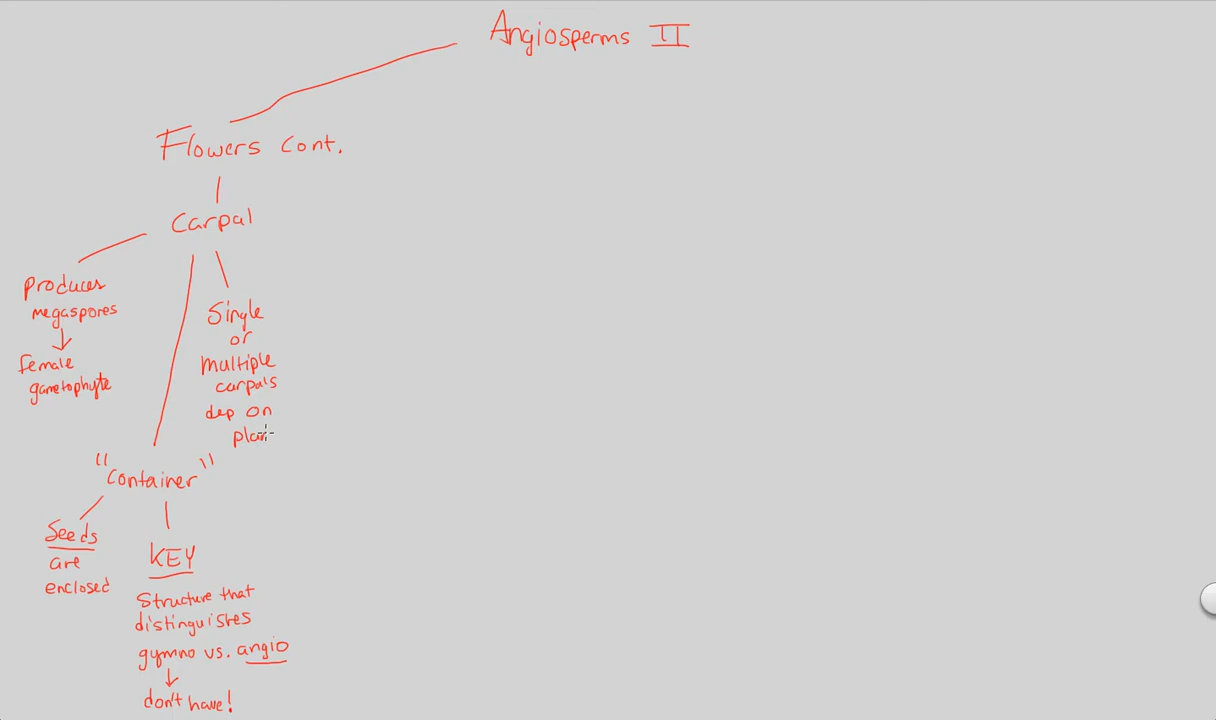 Angiosperms II
Flowers cont.
Carpal
Produces
megaspores
female
gametophyte
Single
or
multiple
carpals
dep on
plan
"Container"
Seeds
are
enclosed
KEY
Structure that
distinguishes
gymno vs. angio
don't have!